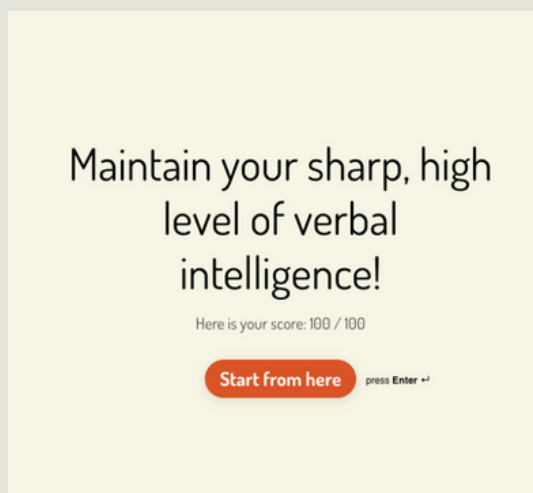 Maintain your sharp, high
level of verbal
intelligence!
Here is your score: 100 / 100
Start from here
press Enter ↵